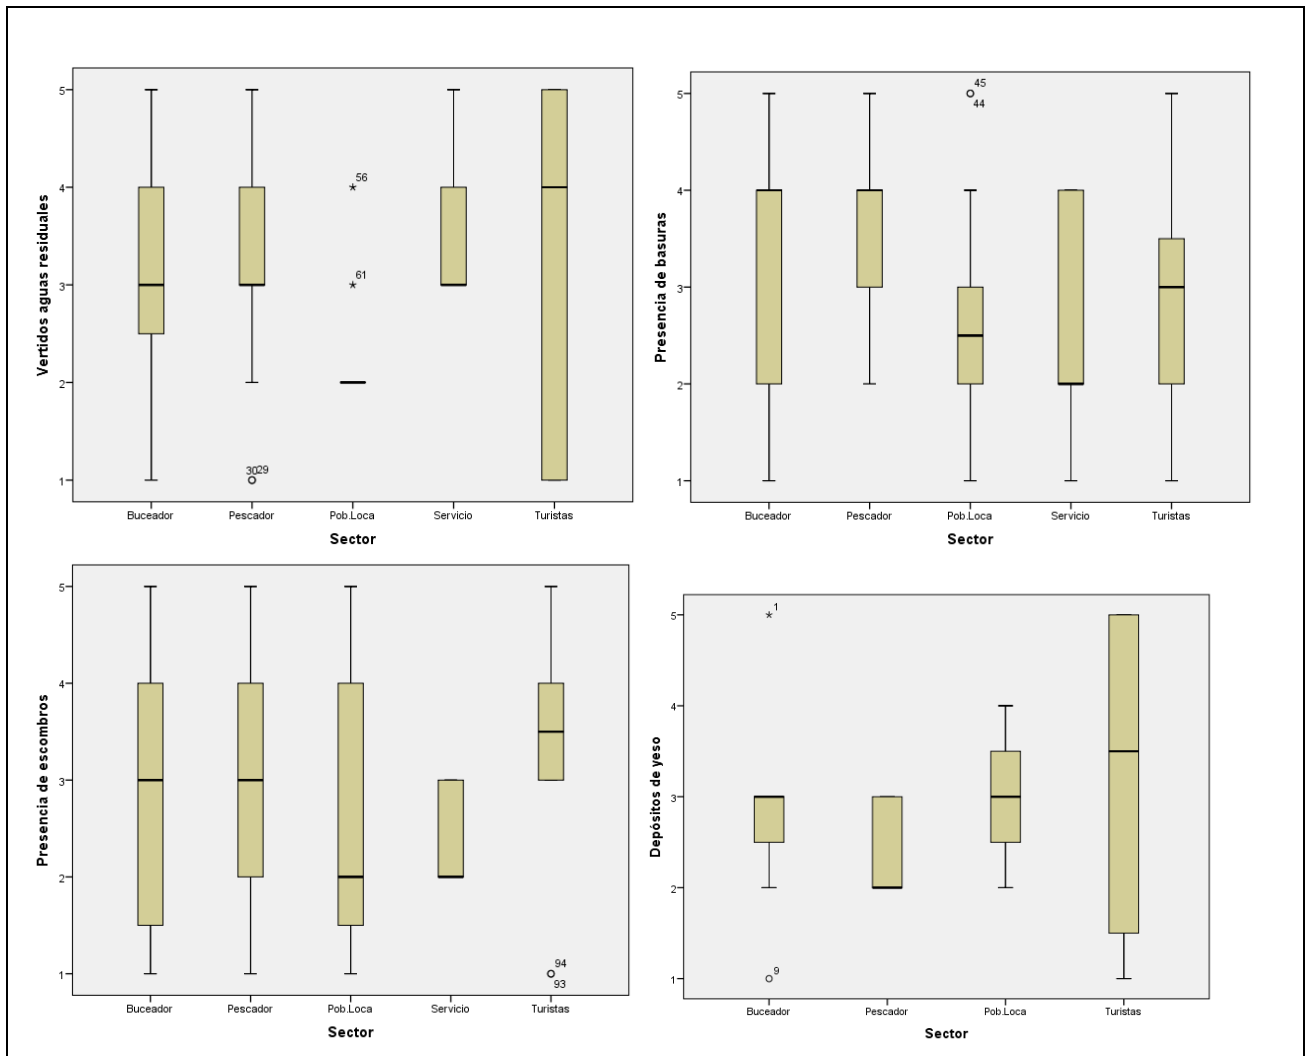 Vertidos aguas residuales
5
4
3
2
1
56
61
3029
Buceador Pescador Pob.Loca Servicio Turistas
Sector
Presencia de basuras
5
4
3
2
1
45
44
Buceador Pescador Pob.Loca Servicio Turistas
Sector
Presencia de escombros
5
4
3
2
1
94
93
Buceador Pescador Pob.Loca Servicio Turistas
Sector
Depósitos de yeso
5
4
3
2
1
1
9
Buceador Pescador Pob.Loca Turistas
Sector